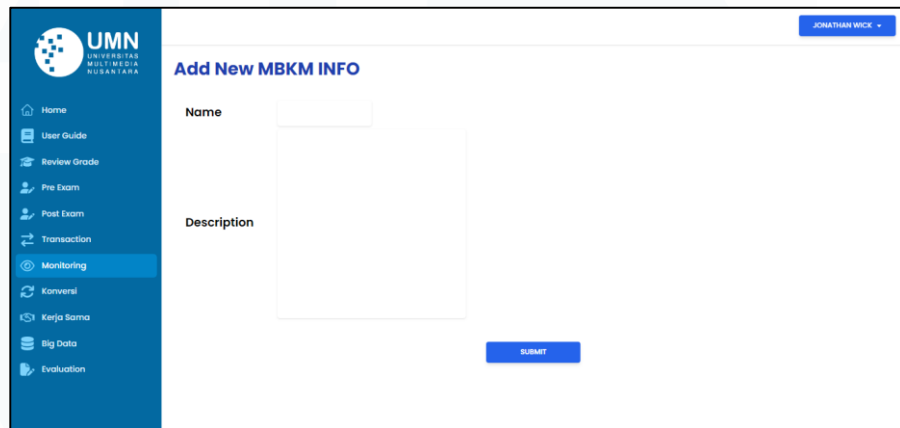 UMN
UNIVERSITAS
MULTIMEDIA
NUSANTARA
JONATHAN WICK
Add New MBKM INFO
Home
User Guide
Review Grade
Pre Exam
Post Exam
Transaction
Monitoring
Konversi
Kerja Sama
Big Data
Evaluation
Name
Description
SUBMIT